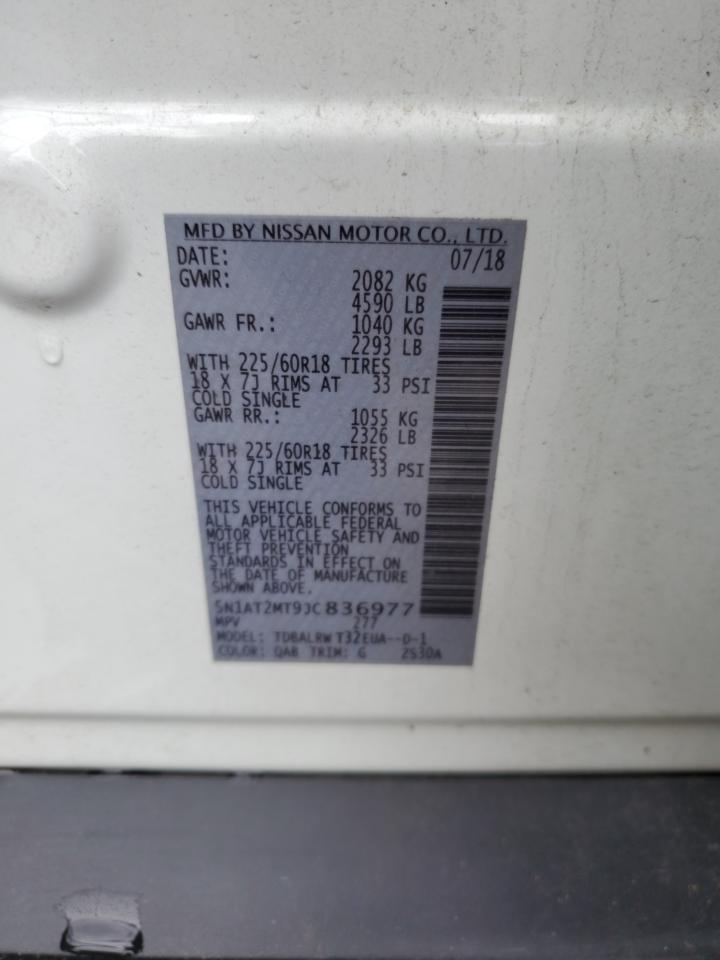 MFD BY NISSAN MOTOR CO., LTD.
DATE: 07/18
GVWR: 2082 KG
4590 LB
GAWR FR.: 1040 KG
2293 LB
WITH 225/60R18 TIRES
18 X 7J RIMS AT 33 PSI
COLD SINGLE
GAWR RR.: 1055 KG
2326 LB
WITH 225/60R18 TIRES
18 X 7J RIMS AT 33 PSI
COLD SINGLE
THIS VEHICLE CONFORMS TO
ALL APPLICABLE FEDERAL
MOTOR VEHICLE SAFETY AND
THEFT PREVENTION
STANDARDS IN EFFECT ON
THE DATE OF MANUFACTURE
SHOWN ABOVE.
5N1AT2MT9JC836977
MPV 277
MODEL: TDBALRW T32EUA--D-1
COLOR: QAB TRIM: G 2S30A